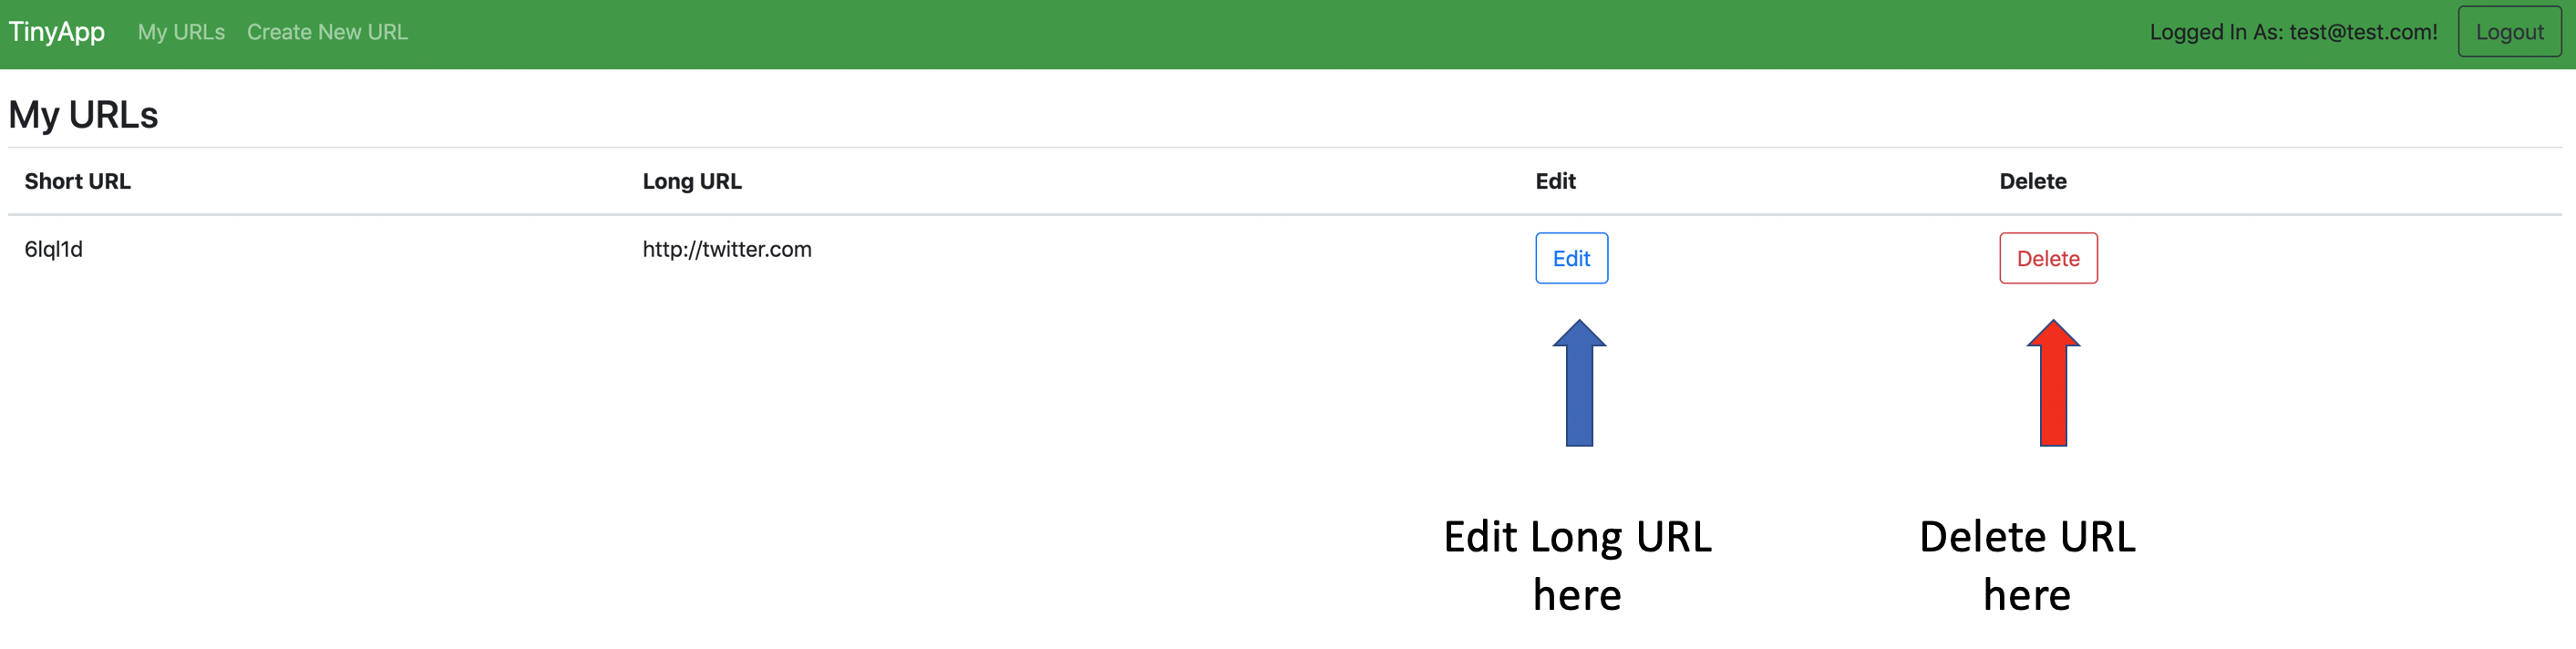 TinyApp My URLs Create New URL Logged In As: test@test.com! Logout
My URLs
Short URL Long URL Edit Delete
6lql1d http://twitter.com Edit Delete
Edit Long URL Delete URL
here here